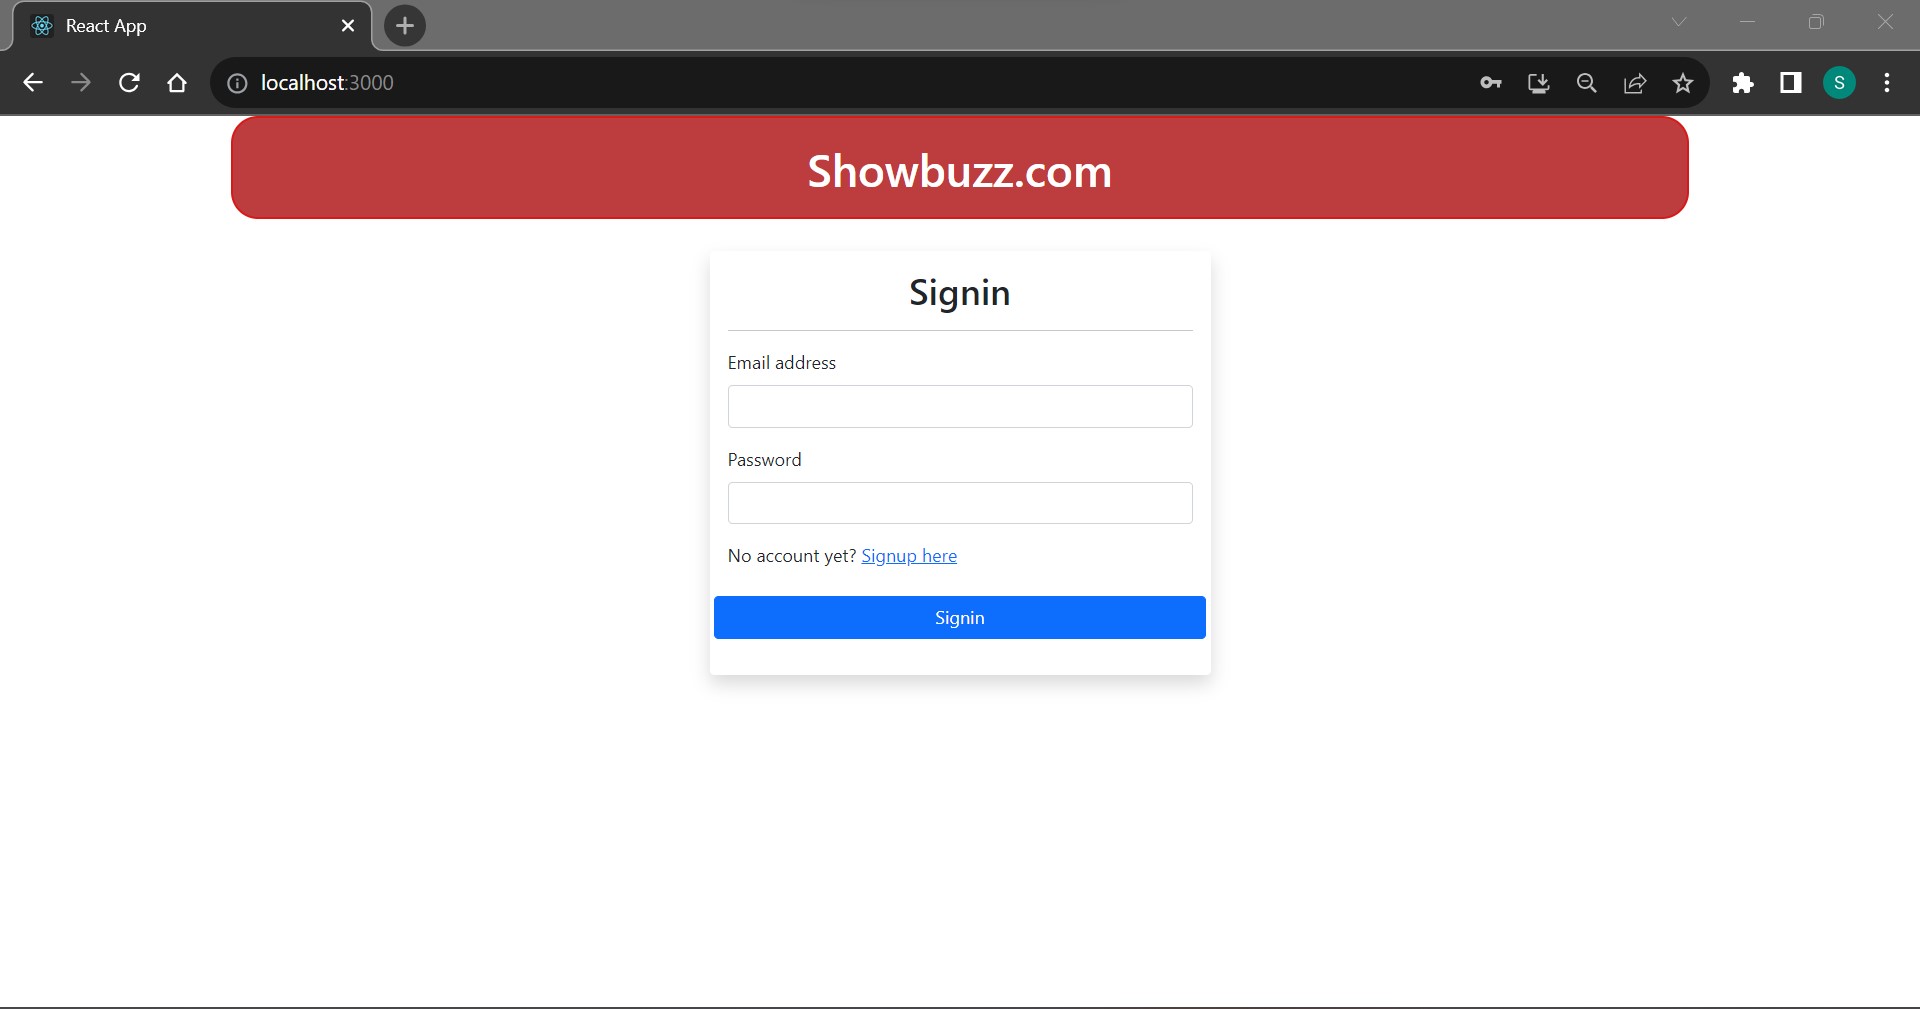 React App
localhost:3000
S
Showbuzz.com
Signin
Email address
Password
No account yet? Signup here
Signin